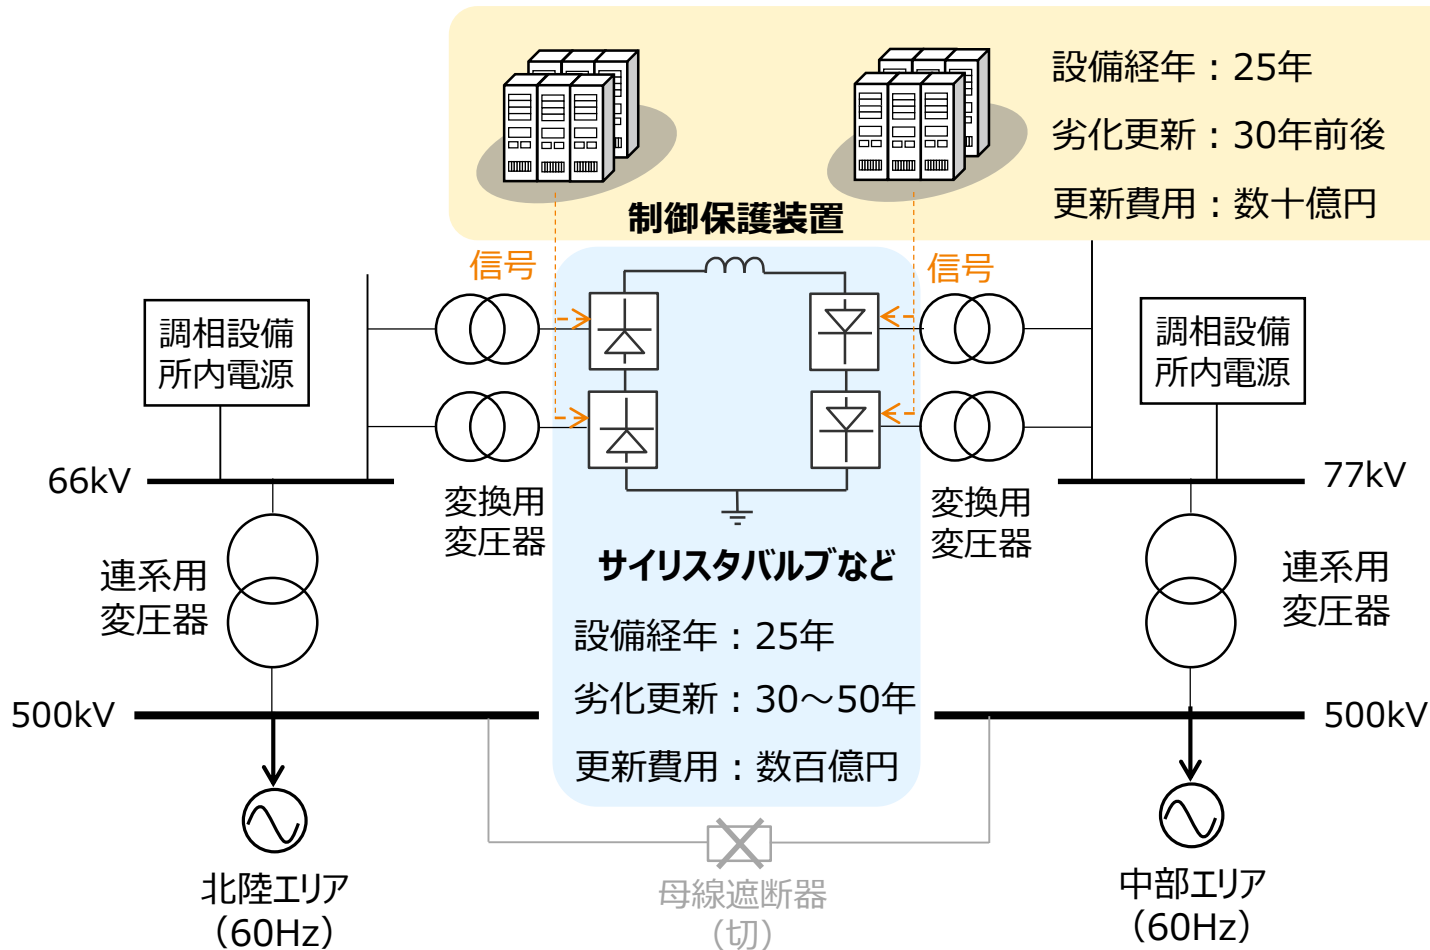 設備経年：25年
劣化更新：30年前後
更新費用：数十億円
制御保護装置
信号
信号
調相設備
所内電源
調相設備
所内電源
66kV
77kV
変換用
変圧器
変換用
変圧器
サイリスタバルブなど
連系用
変圧器
連系用
変圧器
設備経年：25年
劣化更新：30～50年
更新費用：数百億円
500kV
500kV
北陸エリア
（60Hz）
母線遮断器
（切）
中部エリア
（60Hz）